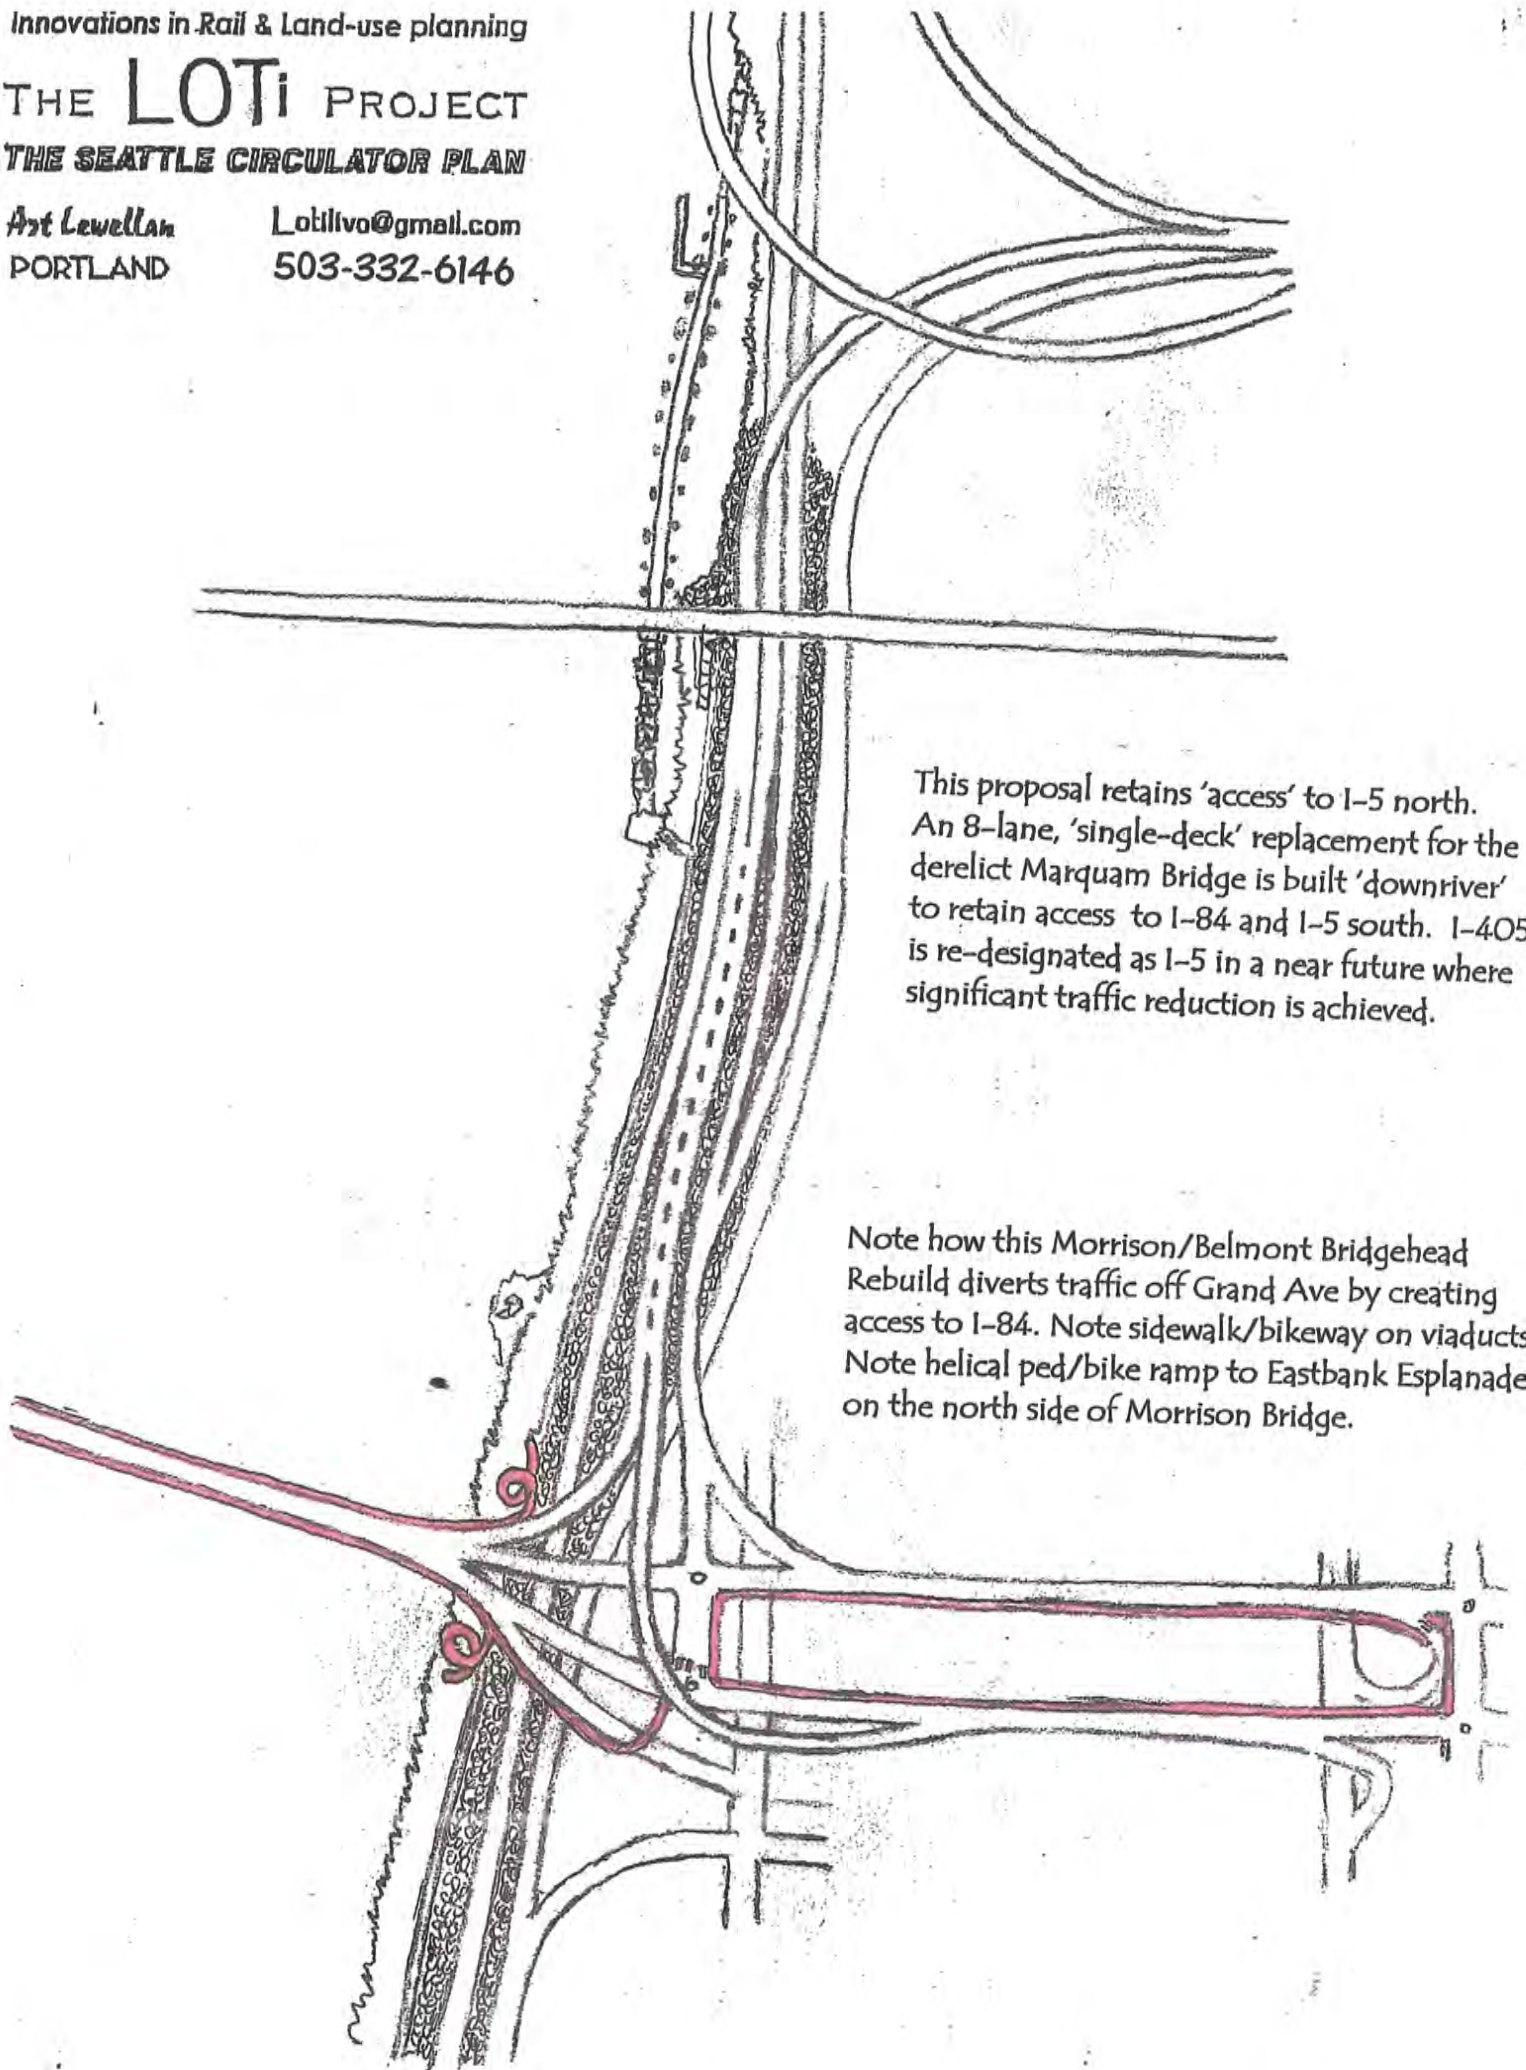 Innovations in Rail & Land-use planning
THE LOTi PROJECT
THE SEATTLE CIRCULATOR PLAN
Art Lewellan Lotilivo@gmail.com
PORTLAND 503-332-6146
This proposal retains 'access' to I-5 north.
An 8-lane, 'single-deck' replacement for the
derelict Marquam Bridge is built 'downriver'
to retain access to I-84 and I-5 south. I-405
is re-designated as I-5 in a near future where
significant traffic reduction is achieved.
Note how this Morrison/Belmont Bridgehead
Rebuild diverts traffic off Grand Ave by creating
access to I-84. Note sidewalk/bikeway on viaducts
Note helical ped/bike ramp to Eastbank Esplanade
on the north side of Morrison Bridge.